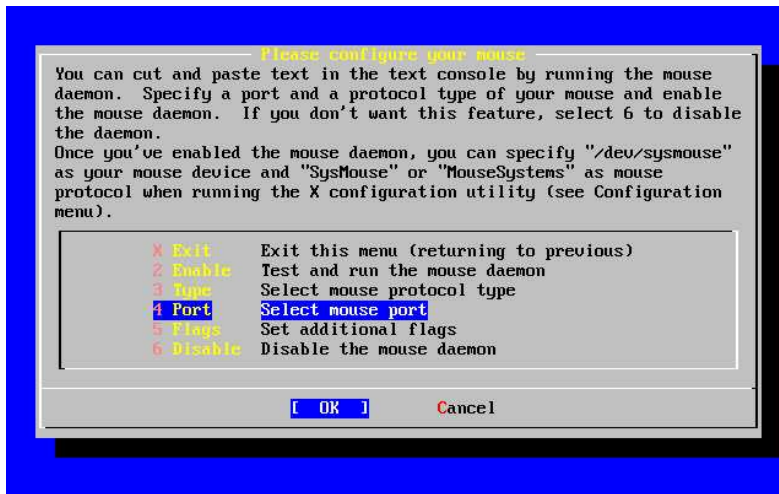 Please configure your mouse
You can cut and paste text in the text console by running the mouse
daemon.  Specify a port and a protocol type of your mouse and enable
the mouse daemon.  If you don't want this feature, select 6 to disable
the daemon.
Once you've enabled the mouse daemon, you can specify "/dev/sysmouse"
as your mouse device and "SysMouse" or "MouseSystems" as mouse
protocol when running the X configuration utility (see Configuration
menu).
X Exit Exit this menu (returning to previous)
2 Enable Test and run the mouse daemon
3 Type Select mouse protocol type
4 Port Select mouse port
5 Flags Set additional flags
6 Disable Disable the mouse daemon
[ OK ] Cancel